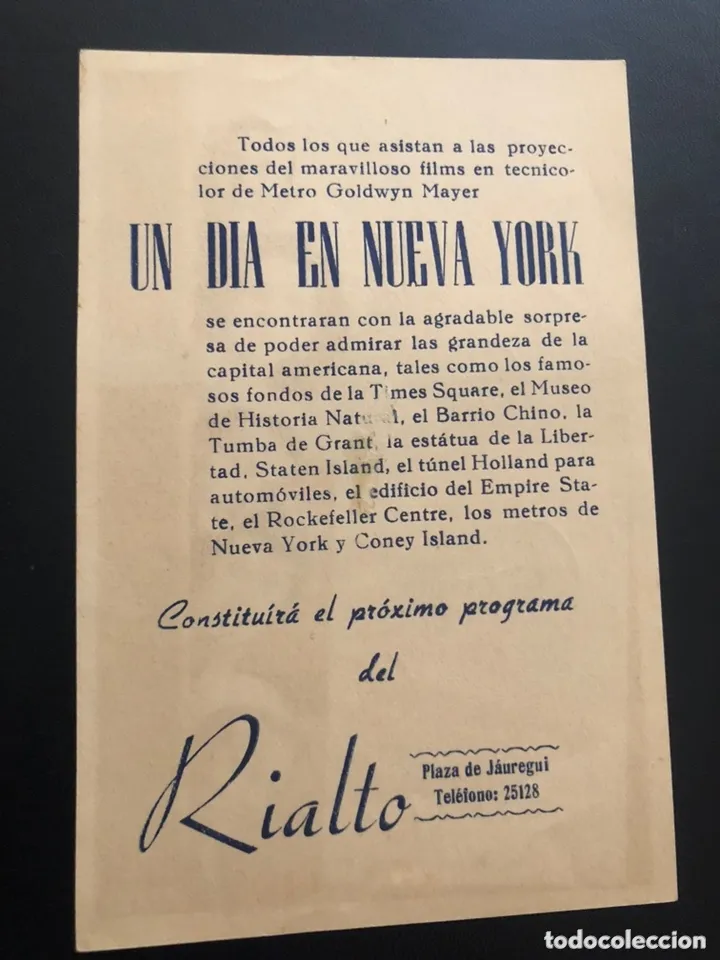 Todos los que asistan a las proyec-
ciones del maravilloso films en tecnico-
lor de Metro Goldwyn Mayer
UN DIA EN NUEVA YORK
se encontraran con la agradable sorpre-
sa de poder admirar las grandeza de la
capital americana, tales como los famo-
sos fondos de la Times Square, el Museo
de Historia Natural, el Barrio Chino, la
Tumba de Grant, la estátua de la Liber-
tad, Staten Island, el túnel Holland para
automóviles, el edificio del Empire Sta-
te, el Rockefeller Centre, los metros de
Nueva York y Coney Island.
Constituírá el próximo programa
del
Rialto
Plaza de Jáuregui
Teléfono: 25128
todocoleccion